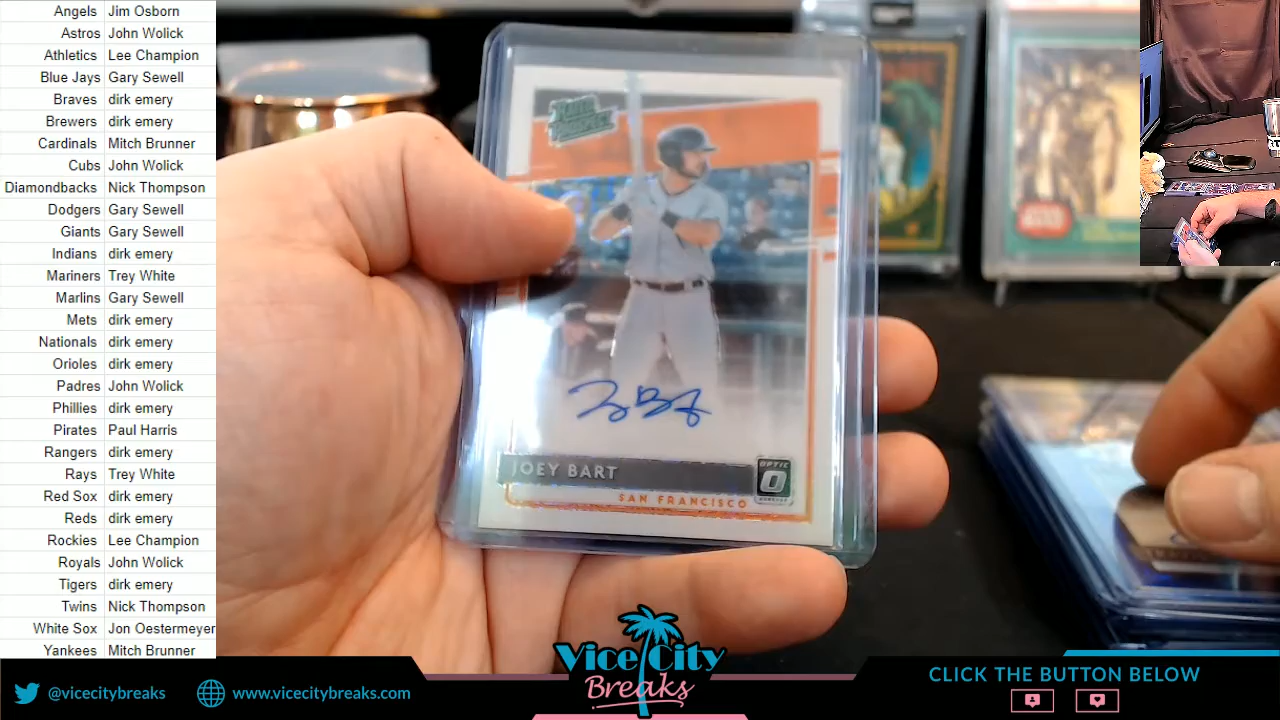 Angels Jim Osborn
Astros John Wolick
Athletics Lee Champion
Blue Jays Gary Sewell
Braves dirk emery
Brewers dirk emery
Cardinals Mitch Brunner
Cubs John Wolick
Diamondbacks Nick Thompson
Dodgers Gary Sewell
Giants Gary Sewell
Indians dirk emery
Mariners Trey White
Marlins Gary Sewell
Mets dirk emery
Nationals dirk emery
Orioles dirk emery
Padres John Wolick
Phillies dirk emery
Pirates Paul Harris
Rangers dirk emery
Rays Trey White
Red Sox dirk emery
Reds dirk emery
Rockies Lee Champion
Royals John Wolick
Tigers dirk emery
Twins Nick Thompson
White Sox Jon Oestermeyer
Yankees Mitch Brunner
RATED PROSPECT
JOEY BART
OPTIC
SAN FRANCISCO
@vicecitybreaks
www.vicecitybreaks.com
Vice City
Breaks
CLICK THE BUTTON BELOW